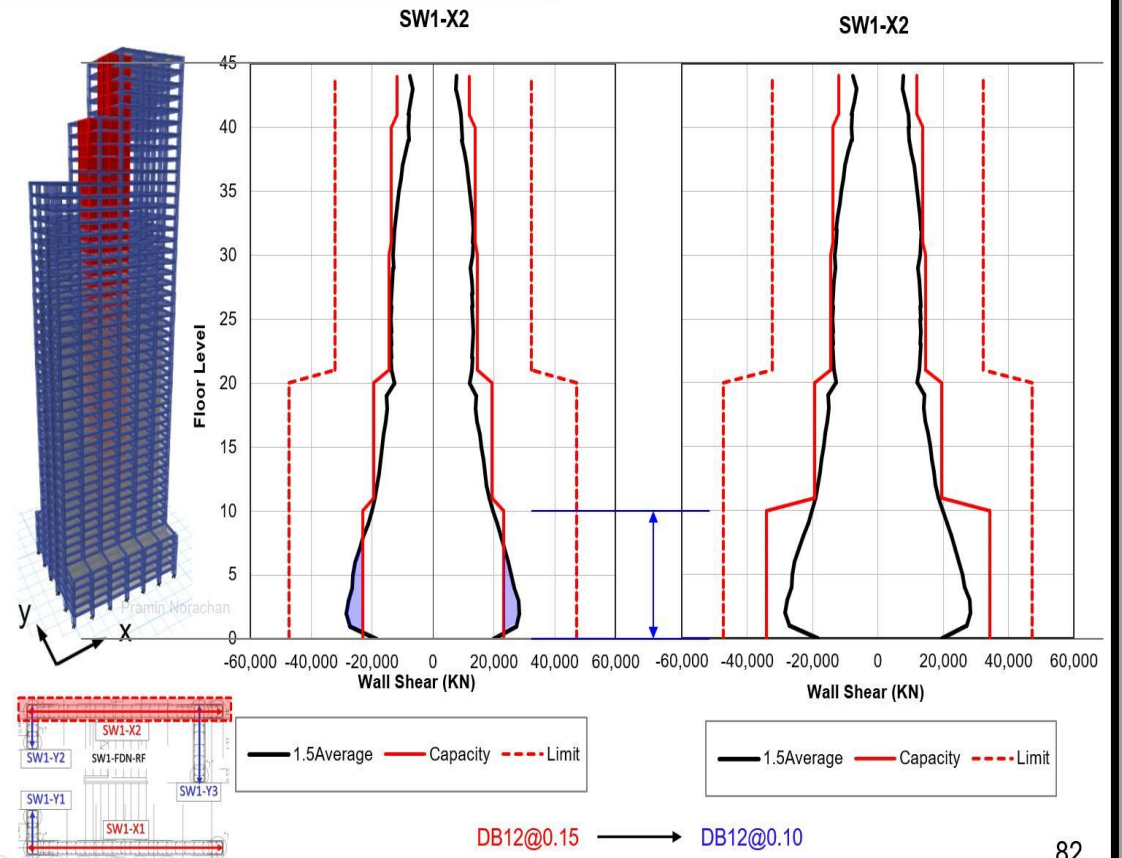 SW1-X2
SW1-X2
45
40
35
30
25
20
15
10
5
0
Floor Level
-60,000 -40,000 -20,000 0 20,000 40,000 60,000
Wall Shear (KN)
-60,000 -40,000 -20,000 0 20,000 40,000 60,000
Wall Shear (KN)
Pramin Norachan
y
x
1.5Average Capacity Limit
1.5Average Capacity Limit
SW1-X2
SW1-Y2
SW1-FDN-RF
SW1-Y3
SW1-Y1
SW1-X1
DB12@0.15
DB12@0.10
82